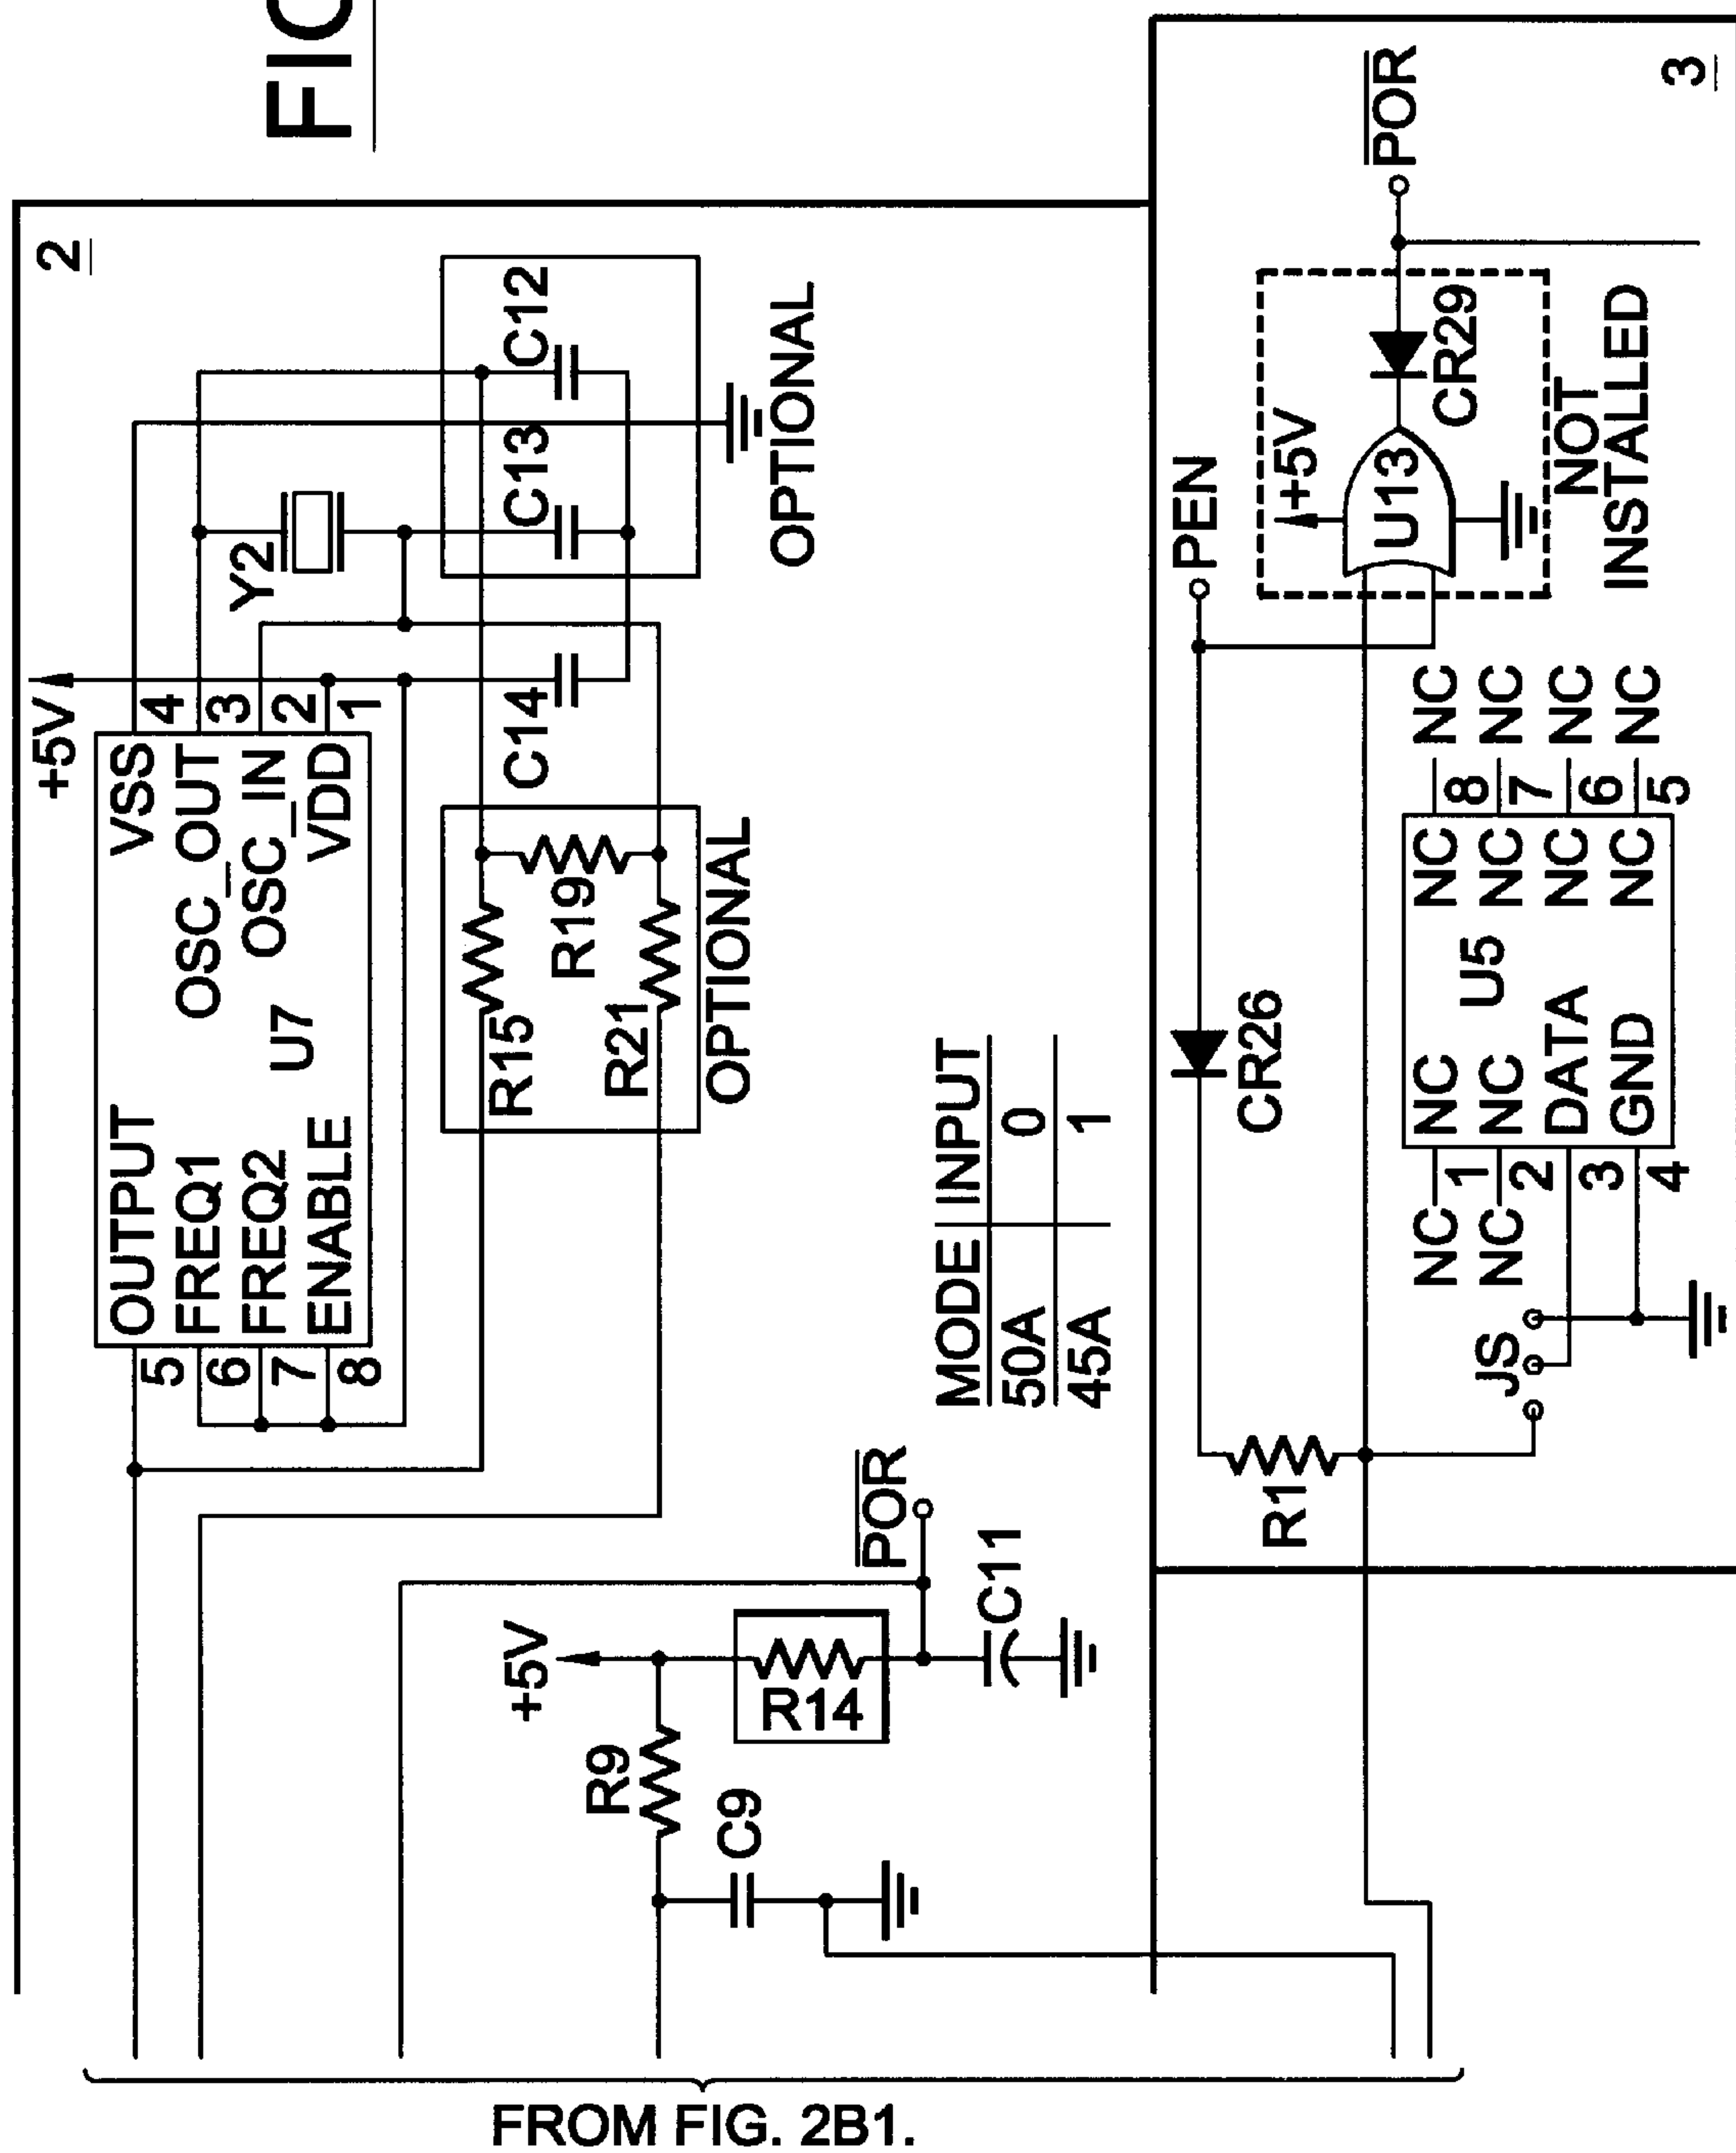 FIG
2
+5V
OUTPUT
FREQ1
FREQ2
ENABLE
U7
VSS
OSC_OUT
OSC_IN
VDD
5
6
7
8
4
3
2
1
Y2
C14
C13
C12
OPTIONAL
R15
R19
R21
OPTIONAL
+5V
R9
R14
C9
POR
C11
MODE INPUT
50A 0
45A 1
3
PEN
CR26
R1
+5V
U13
CR29
POR
NOT
INSTALLED
JS
NC 1 NC NC 8 NC
NC 2 NC U5 NC 7 NC
3 DATA NC 6 NC
4 GND NC 5 NC
FROM FIG. 2B1.